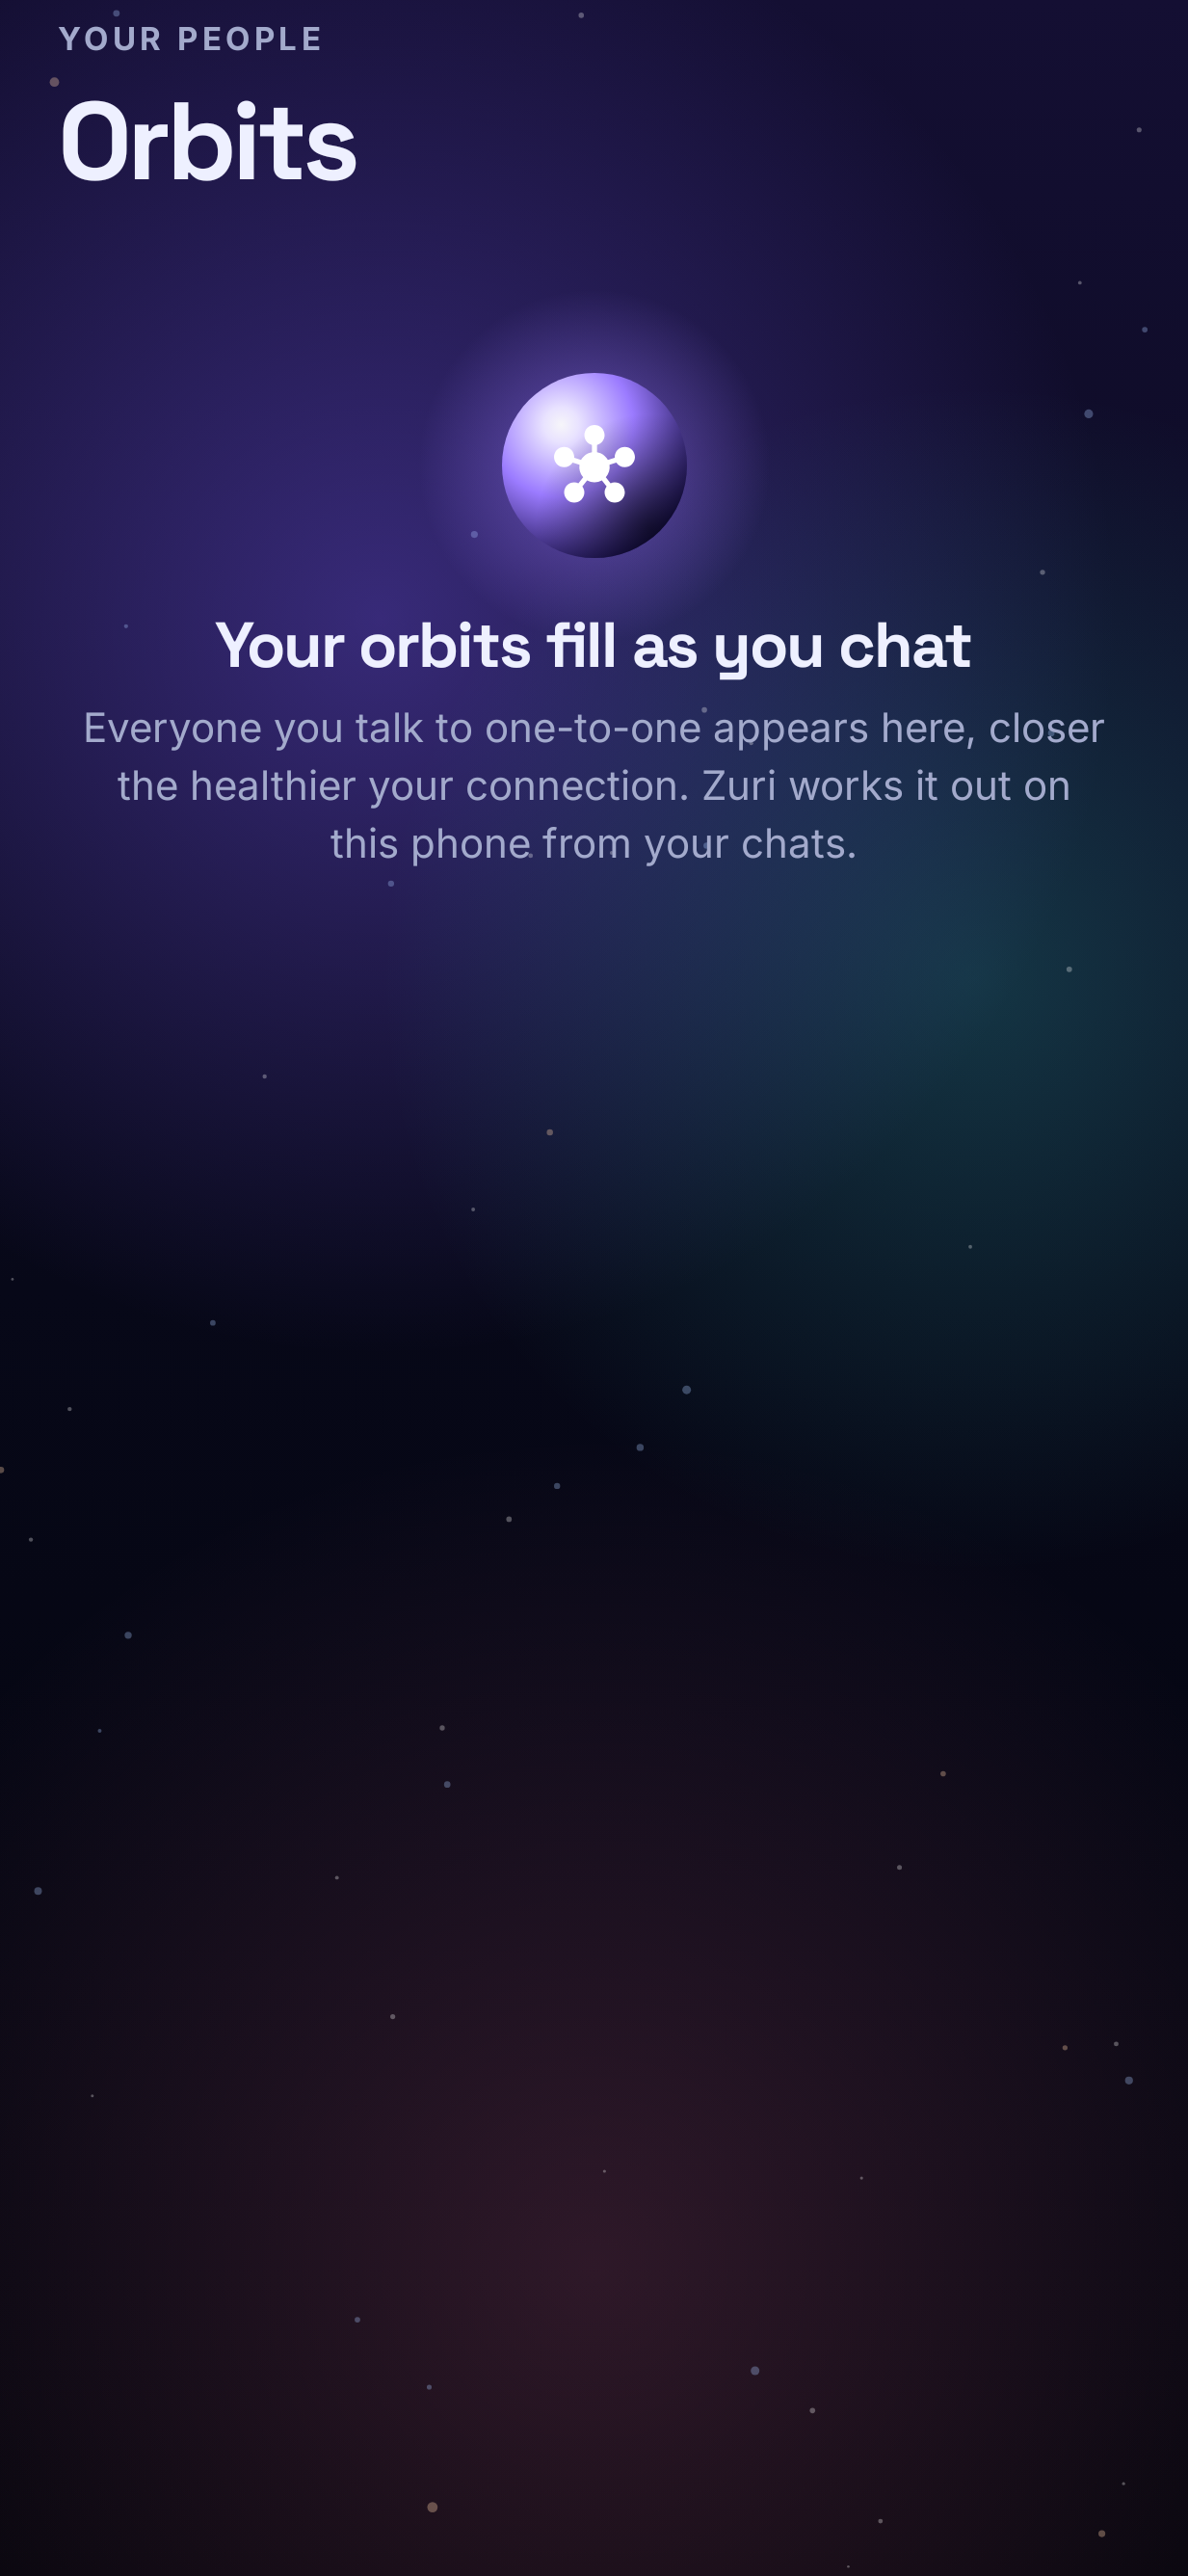 YOUR PEOPLE
Orbits
Your orbits fill as you chat
Everyone you talk to one-to-one appears here, closer
the healthier your connection. Zuri works it out on
this phone from your chats.